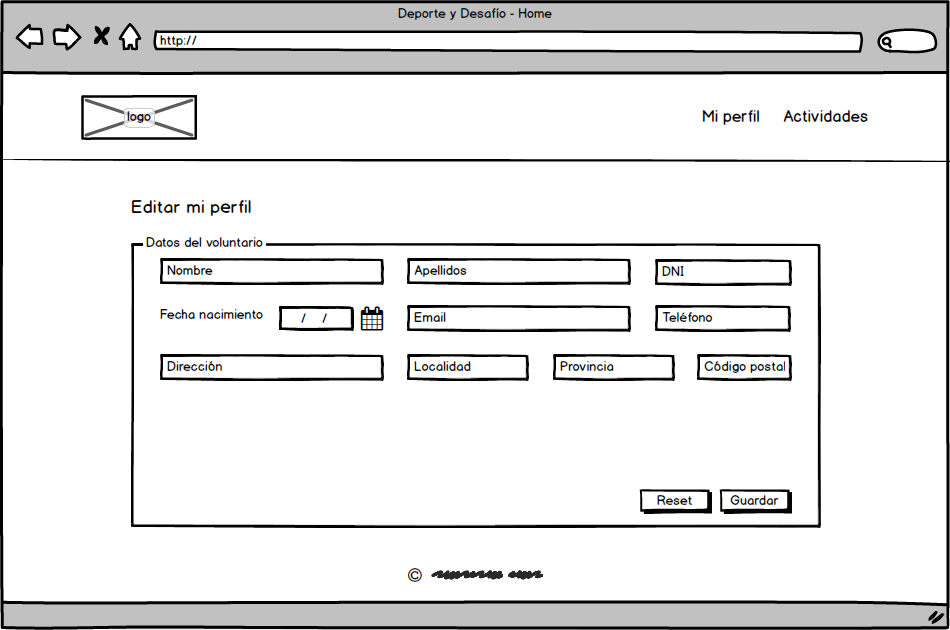 Deporte y Desafío - Home
http://
logo
Mi perfil Actividades
Editar mi perfil
Datos del voluntario
Nombre Apellidos DNI
Fecha nacimiento / / Email Teléfono
Dirección Localidad Provincia Código postal
Reset Guardar
©